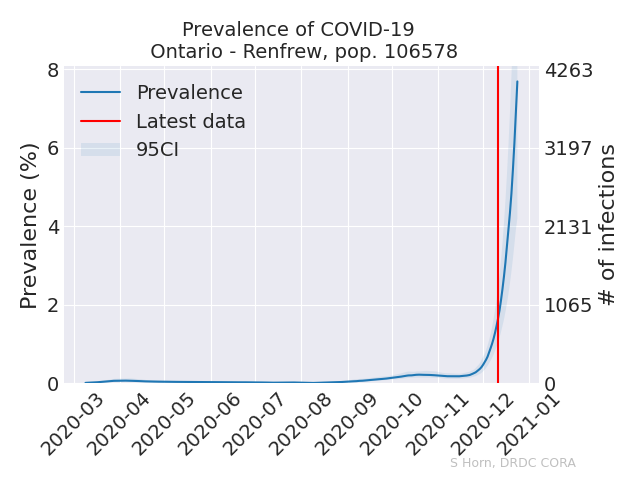 Prevalence of COVID-19
Ontario - Renfrew, pop. 106578
Prevalence (%)
8
6
4
2
0
Prevalence
Latest data
95CI
4263
3197
2131
1065
0
# of infections
2020-03
2020-04
2020-05
2020-06
2020-07
2020-08
2020-09
2020-10
2020-11
2020-12
2021-01
S Horn, DRDC CORA